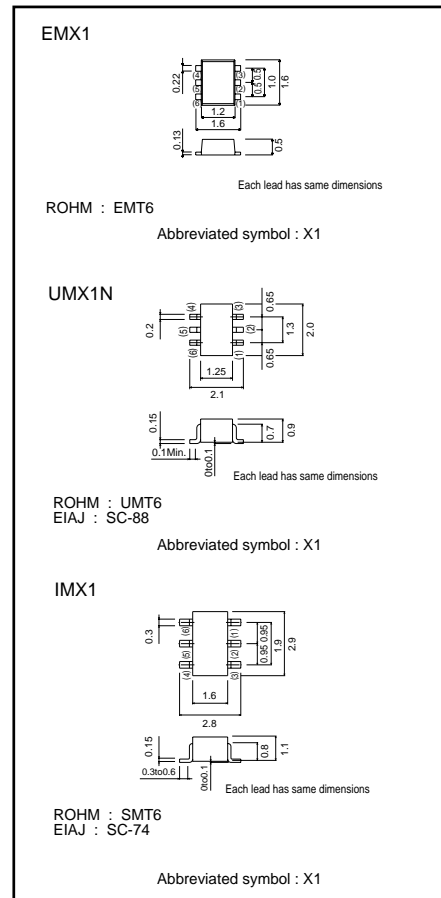 EMX1
0.22
(4)
(3)
(5)
(2)
(6)
(1)
0.5 0.5
1.0
1.6
1.2
1.6
0.13
0.5
Each lead has same dimensions
ROHM : EMT6
Abbreviated symbol : X1
UMX1N
(4)
(3)
0.65
0.2
(5)
(2)
1.3
2.0
(6)
(1)
0.65
1.25
2.1
0.15
0.7
0.9
0.1Min.
0to0.1
Each lead has same dimensions
ROHM : UMT6
EIAJ : SC-88
Abbreviated symbol : X1
IMX1
0.3
(6)
(1)
(5)
(2)
(4)
(3)
0.95 0.95
1.9
2.9
1.6
2.8
0.15
0.8
1.1
0.3to0.6
0to0.1
Each lead has same dimensions
ROHM : SMT6
EIAJ : SC-74
Abbreviated symbol : X1